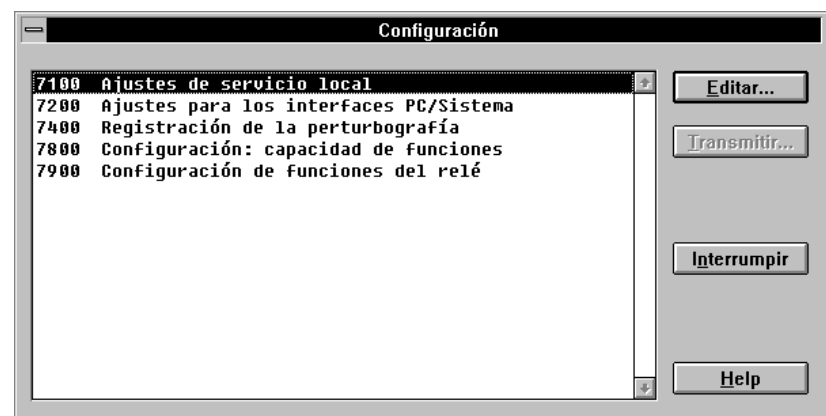 Configuración
7100 Ajustes de servicio local
7200 Ajustes para los interfaces PC/Sistema
7400 Registración de la perturbografía
7800 Configuración: capacidad de funciones
7900 Configuración de funciones del relé
Editar...
Transmitir...
Interrumpir
Help